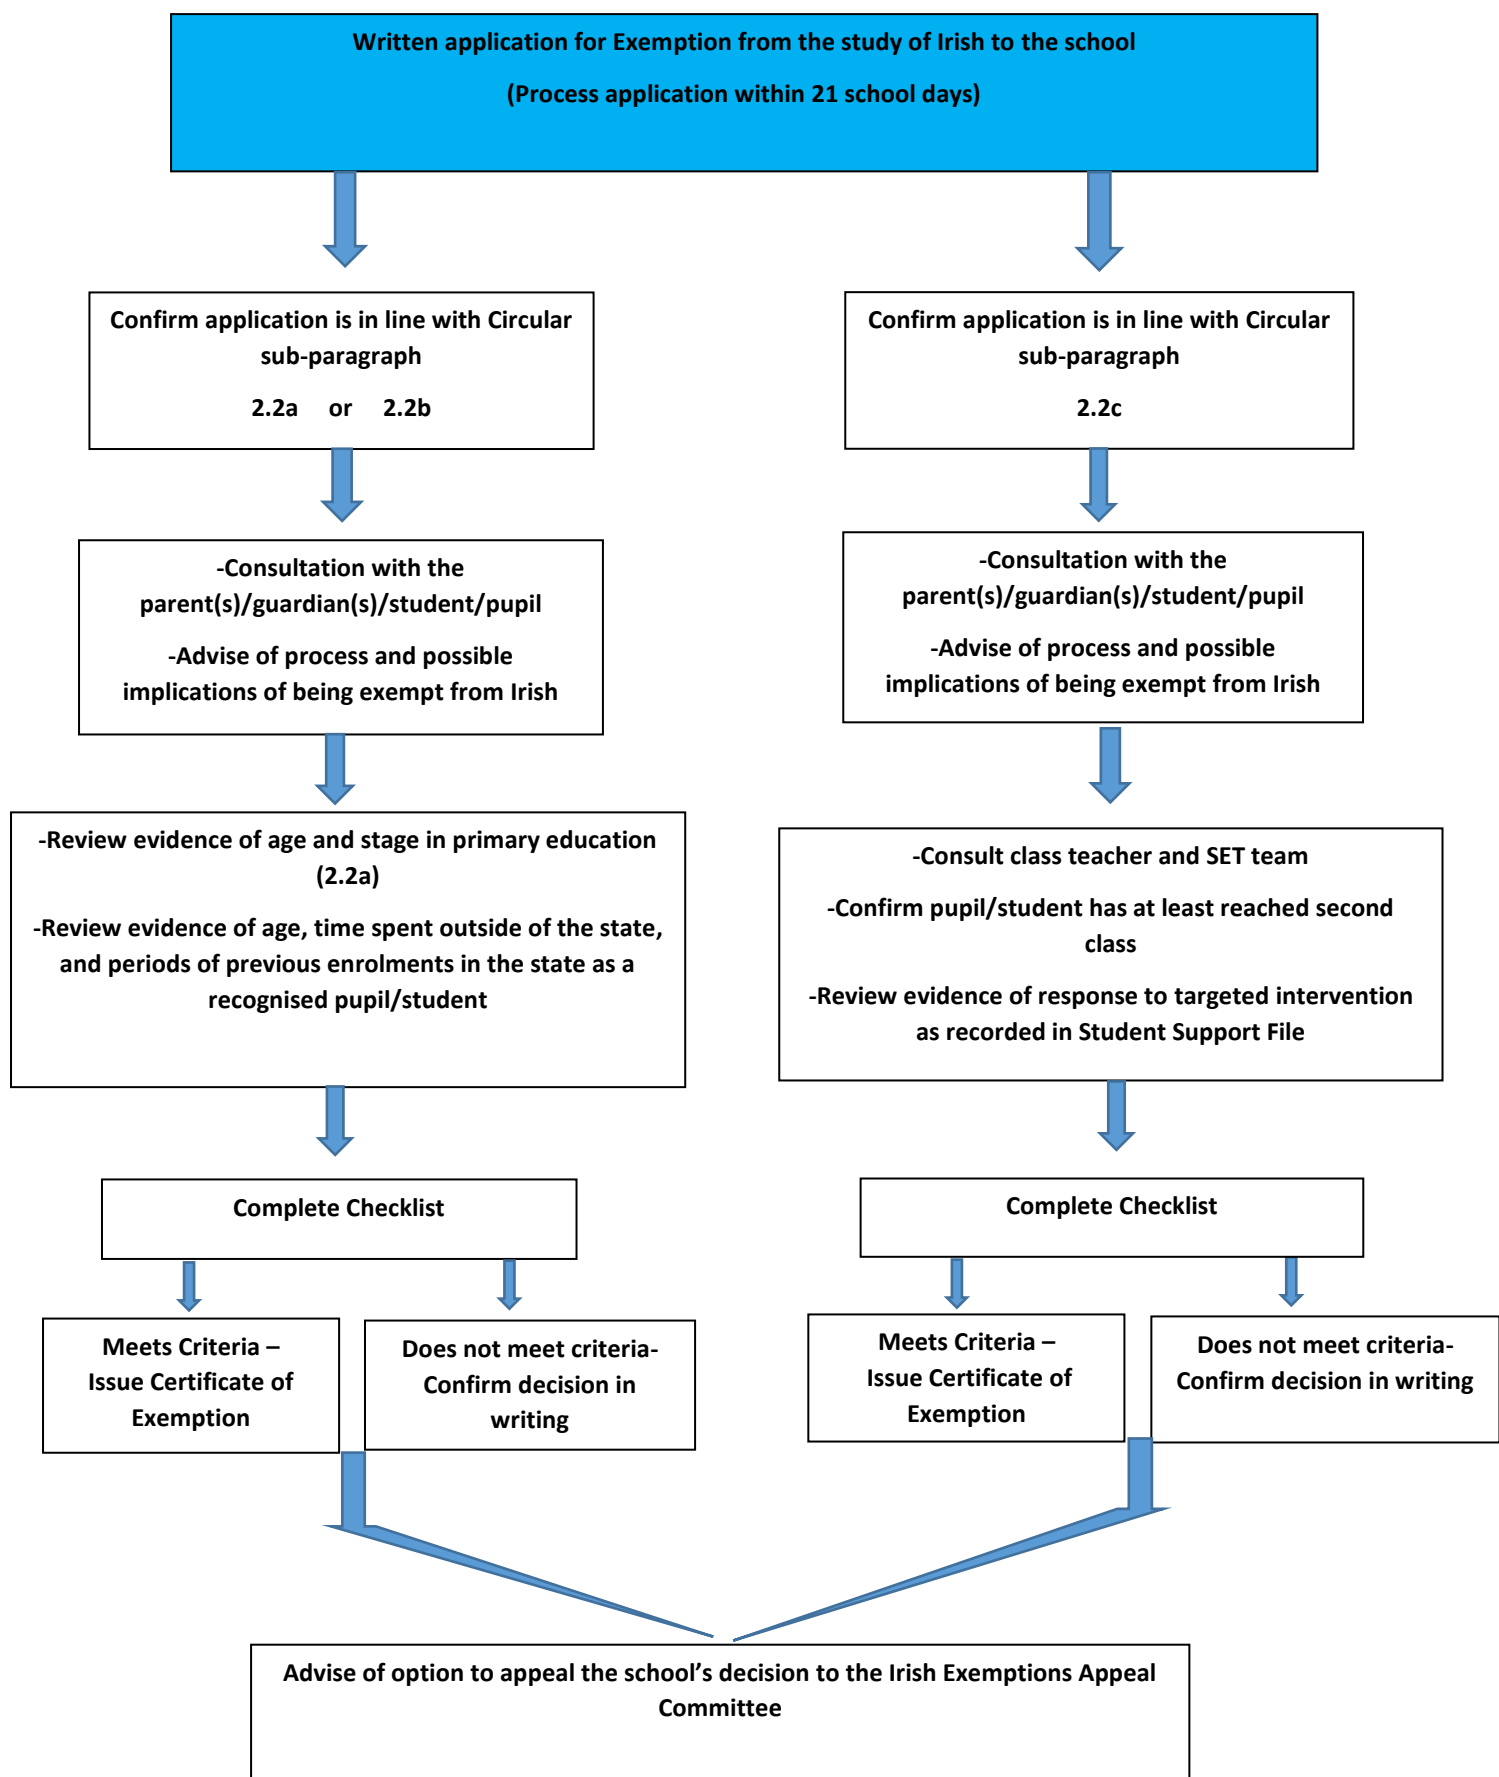 Written application for Exemption from the study of Irish to the school
(Process application within 21 school days)
Confirm application is in line with Circular
sub-paragraph
2.2a or 2.2b
-Consultation with the
parent(s)/guardian(s)/student/pupil
-Advise of process and possible
implications of being exempt from Irish
-Review evidence of age and stage in primary education
(2.2a)
-Review evidence of age, time spent outside of the state,
and periods of previous enrolments in the state as a
recognised pupil/student
Complete Checklist
Meets Criteria –
Issue Certificate of
Exemption
Does not meet criteria-
Confirm decision in
writing
Confirm application is in line with Circular
sub-paragraph
2.2c
-Consultation with the
parent(s)/guardian(s)/student/pupil
-Advise of process and possible
implications of being exempt from Irish
-Consult class teacher and SET team
-Confirm pupil/student has at least reached second
class
-Review evidence of response to targeted intervention
as recorded in Student Support File
Complete Checklist
Meets Criteria –
Issue Certificate of
Exemption
Does not meet criteria-
Confirm decision in writing
Advise of option to appeal the school’s decision to the Irish Exemptions Appeal
Committee